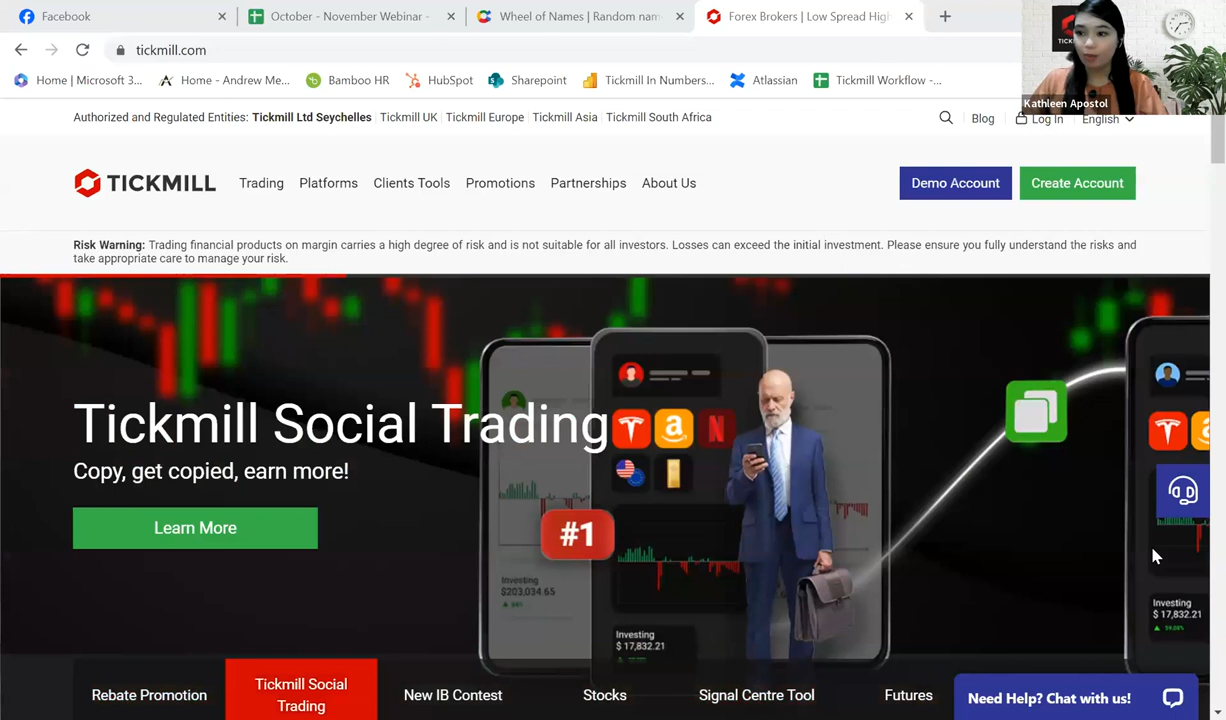 Facebook
October - November Webinar -
Wheel of Names | Random nam
Forex Brokers | Low Spread Hig
tickmill.com
Home | Microsoft 3...
Home - Andrew Me...
Bamboo HR
HubSpot
Sharepoint
Tickmill In Numbers...
Atlassian
Tickmill Workflow -...
Kathleen Apostol
Authorized and Regulated Entities: Tickmill Ltd Seychelles | Tickmill UK | Tickmill Europe | Tickmill Asia | Tickmill South Africa
Blog
Log In
English
TICKMILL
Trading
Platforms
Clients Tools
Promotions
Partnerships
About Us
Demo Account
Create Account
Risk Warning: Trading financial products on margin carries a high degree of risk and is not suitable for all investors. Losses can exceed the initial investment. Please ensure you fully understand the risks and
take appropriate care to manage your risk.
Tickmill Social Trading
Copy, get copied, earn more!
Learn More
#1
Investing
$203,034.65
Investing
$17,832.21
Investing
$ 17,832.21
Rebate Promotion
Tickmill Social
Trading
New IB Contest
Stocks
Signal Centre Tool
Futures
Need Help? Chat with us!